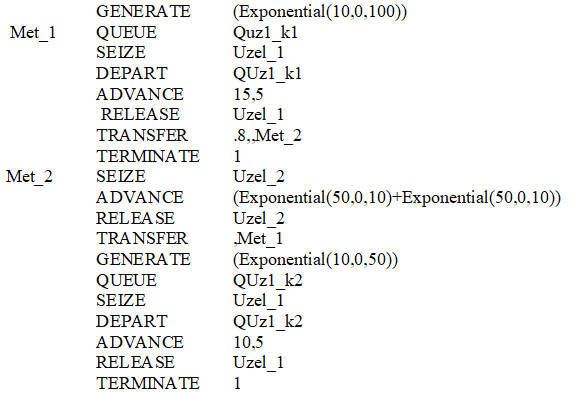 GENERATE (Exponential(10,0,100))
Met_1 QUEUE Quz1_k1
SEIZE Uzel_1
DEPART QUz1_k1
ADVANCE 15,5
RELEASE Uzel_1
TRANSFER .8,,Met_2
TERMINATE 1
Met_2 SEIZE Uzel_2
ADVANCE (Exponential(50,0,10)+Exponential(50,0,10))
RELEASE Uzel_2
TRANSFER ,Met_1
GENERATE (Exponential(10,0,50))
QUEUE QUz1_k2
SEIZE Uzel_1
DEPART QUz1_k2
ADVANCE 10,5
RELEASE Uzel_1
TERMINATE 1